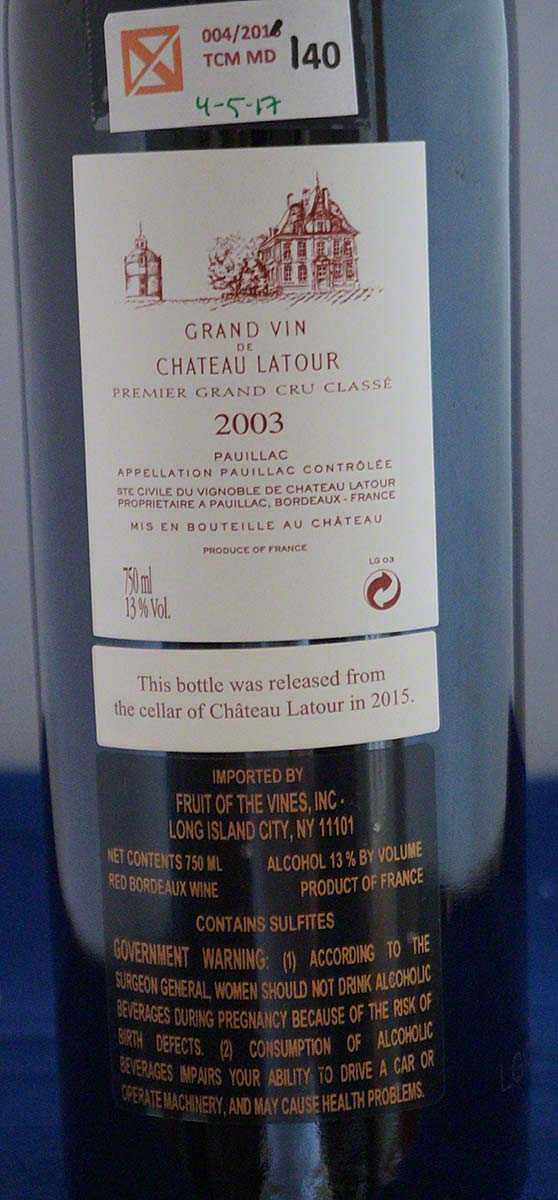 004/2018
TCM MD 140
4-5-17
GRAND VIN
DE
CHATEAU LATOUR
PREMIER GRAND CRU CLASSÉ
2003
PAUILLAC
APPELLATION PAUILLAC CONTRÔLÉE
STE CIVILE DU VIGNOBLE DE CHATEAU LATOUR
PROPRIETAIRE A PAUILLAC, BORDEAUX - FRANCE
MIS EN BOUTEILLE AU CHÂTEAU
PRODUCE OF FRANCE
LG 03
750 ml
13 % Vol.
This bottle was released from
the cellar of Château Latour in 2015.
IMPORTED BY
FRUIT OF THE VINES, INC •
LONG ISLAND CITY, NY 11101
NET CONTENTS 750 ML ALCOHOL 13 % BY VOLUME
RED BORDEAUX WINE PRODUCT OF FRANCE
CONTAINS SULFITES
GOVERNMENT WARNING: (1) ACCORDING TO THE
SURGEON GENERAL, WOMEN SHOULD NOT DRINK ALCOHOLIC
BEVERAGES DURING PREGNANCY BECAUSE OF THE RISK OF
BIRTH DEFECTS. (2) CONSUMPTION OF ALCOHOLIC
BEVERAGES IMPAIRS YOUR ABILITY TO DRIVE A CAR OR
OPERATE MACHINERY, AND MAY CAUSE HEALTH PROBLEMS.